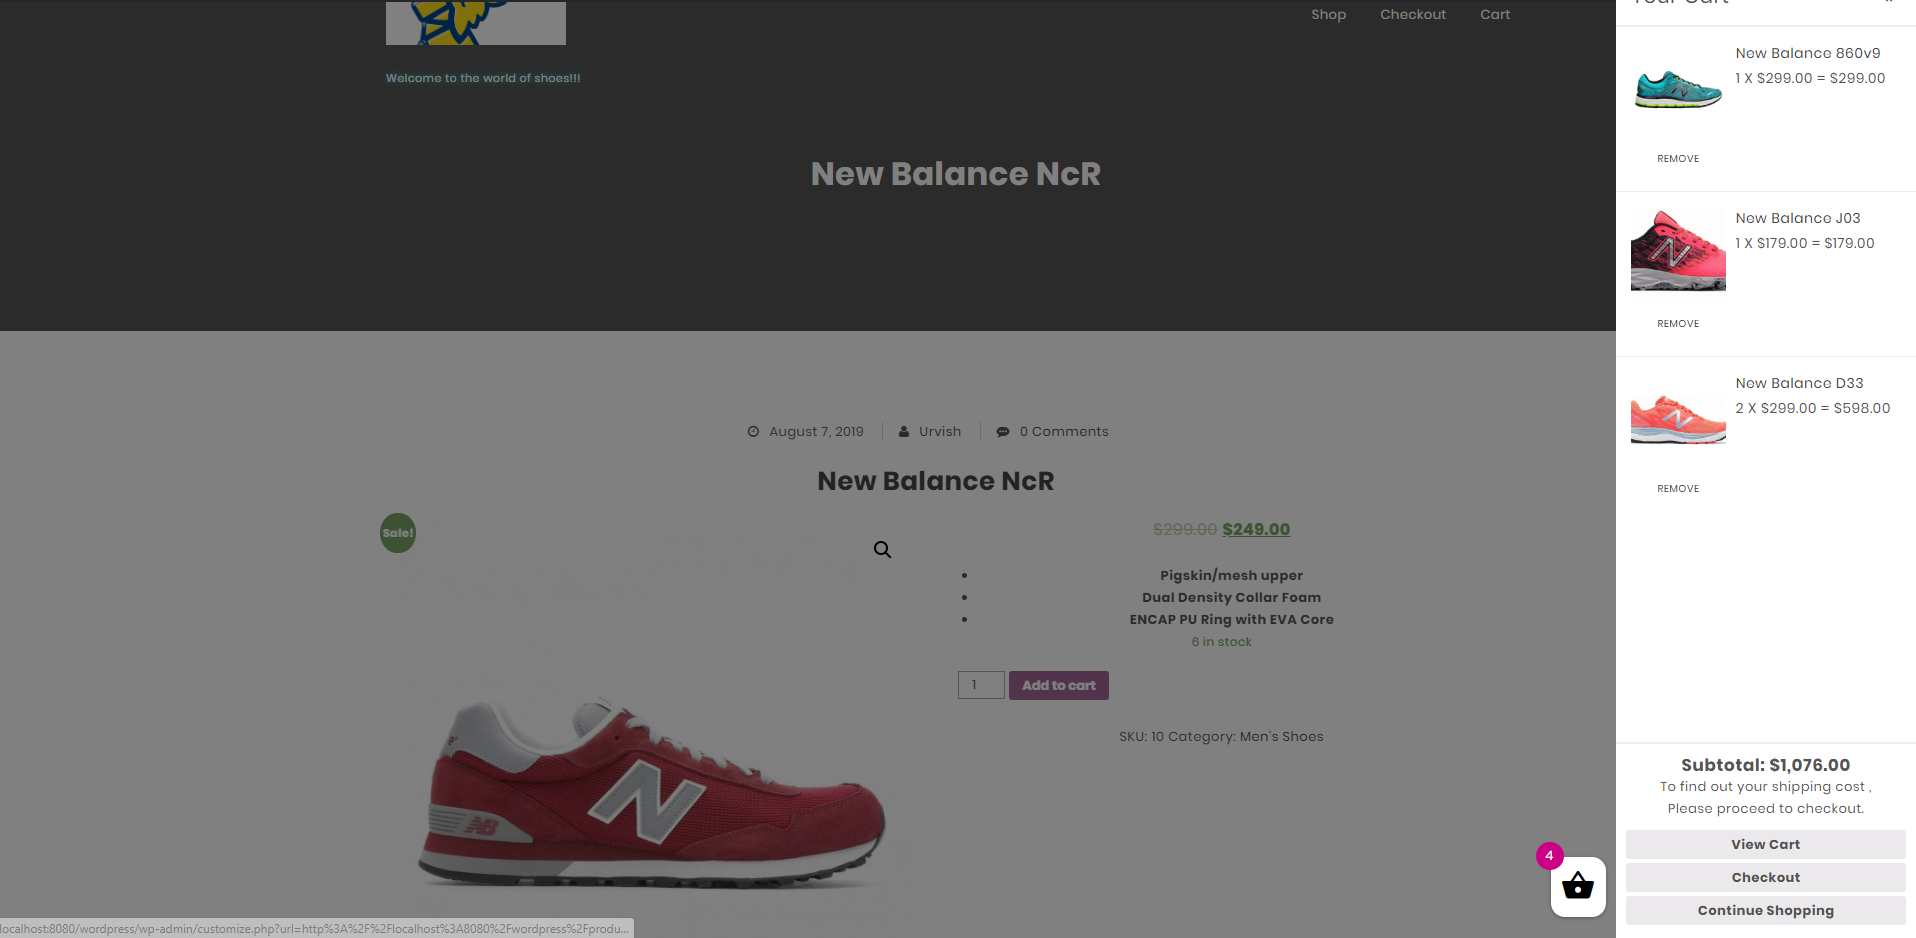 Shop Checkout Cart
Your Cart
Welcome to the world of shoes!!!
New Balance NcR
August 7, 2019 Urvish 0 Comments
New Balance NcR
Sale!
$299.00 $249.00
Pigskin/mesh upper
Dual Density Collar Foam
ENCAP PU Ring with EVA Core
6 in stock
1 Add to cart
SKU: 10 Category: Men's Shoes
N
NB
New Balance 860v9
1 X $299.00 = $299.00
REMOVE
New Balance J03
1 X $179.00 = $179.00
REMOVE
New Balance D33
2 X $299.00 = $598.00
REMOVE
Subtotal: $1,076.00
To find out your shipping cost ,
Please proceed to checkout.
View Cart
Checkout
Continue Shopping
4
localhost:8080/wordpress/wp-admin/customize.php?url=http%3A%2F%2Flocalhost%3A8080%2Fwordpress%2Fprodu...